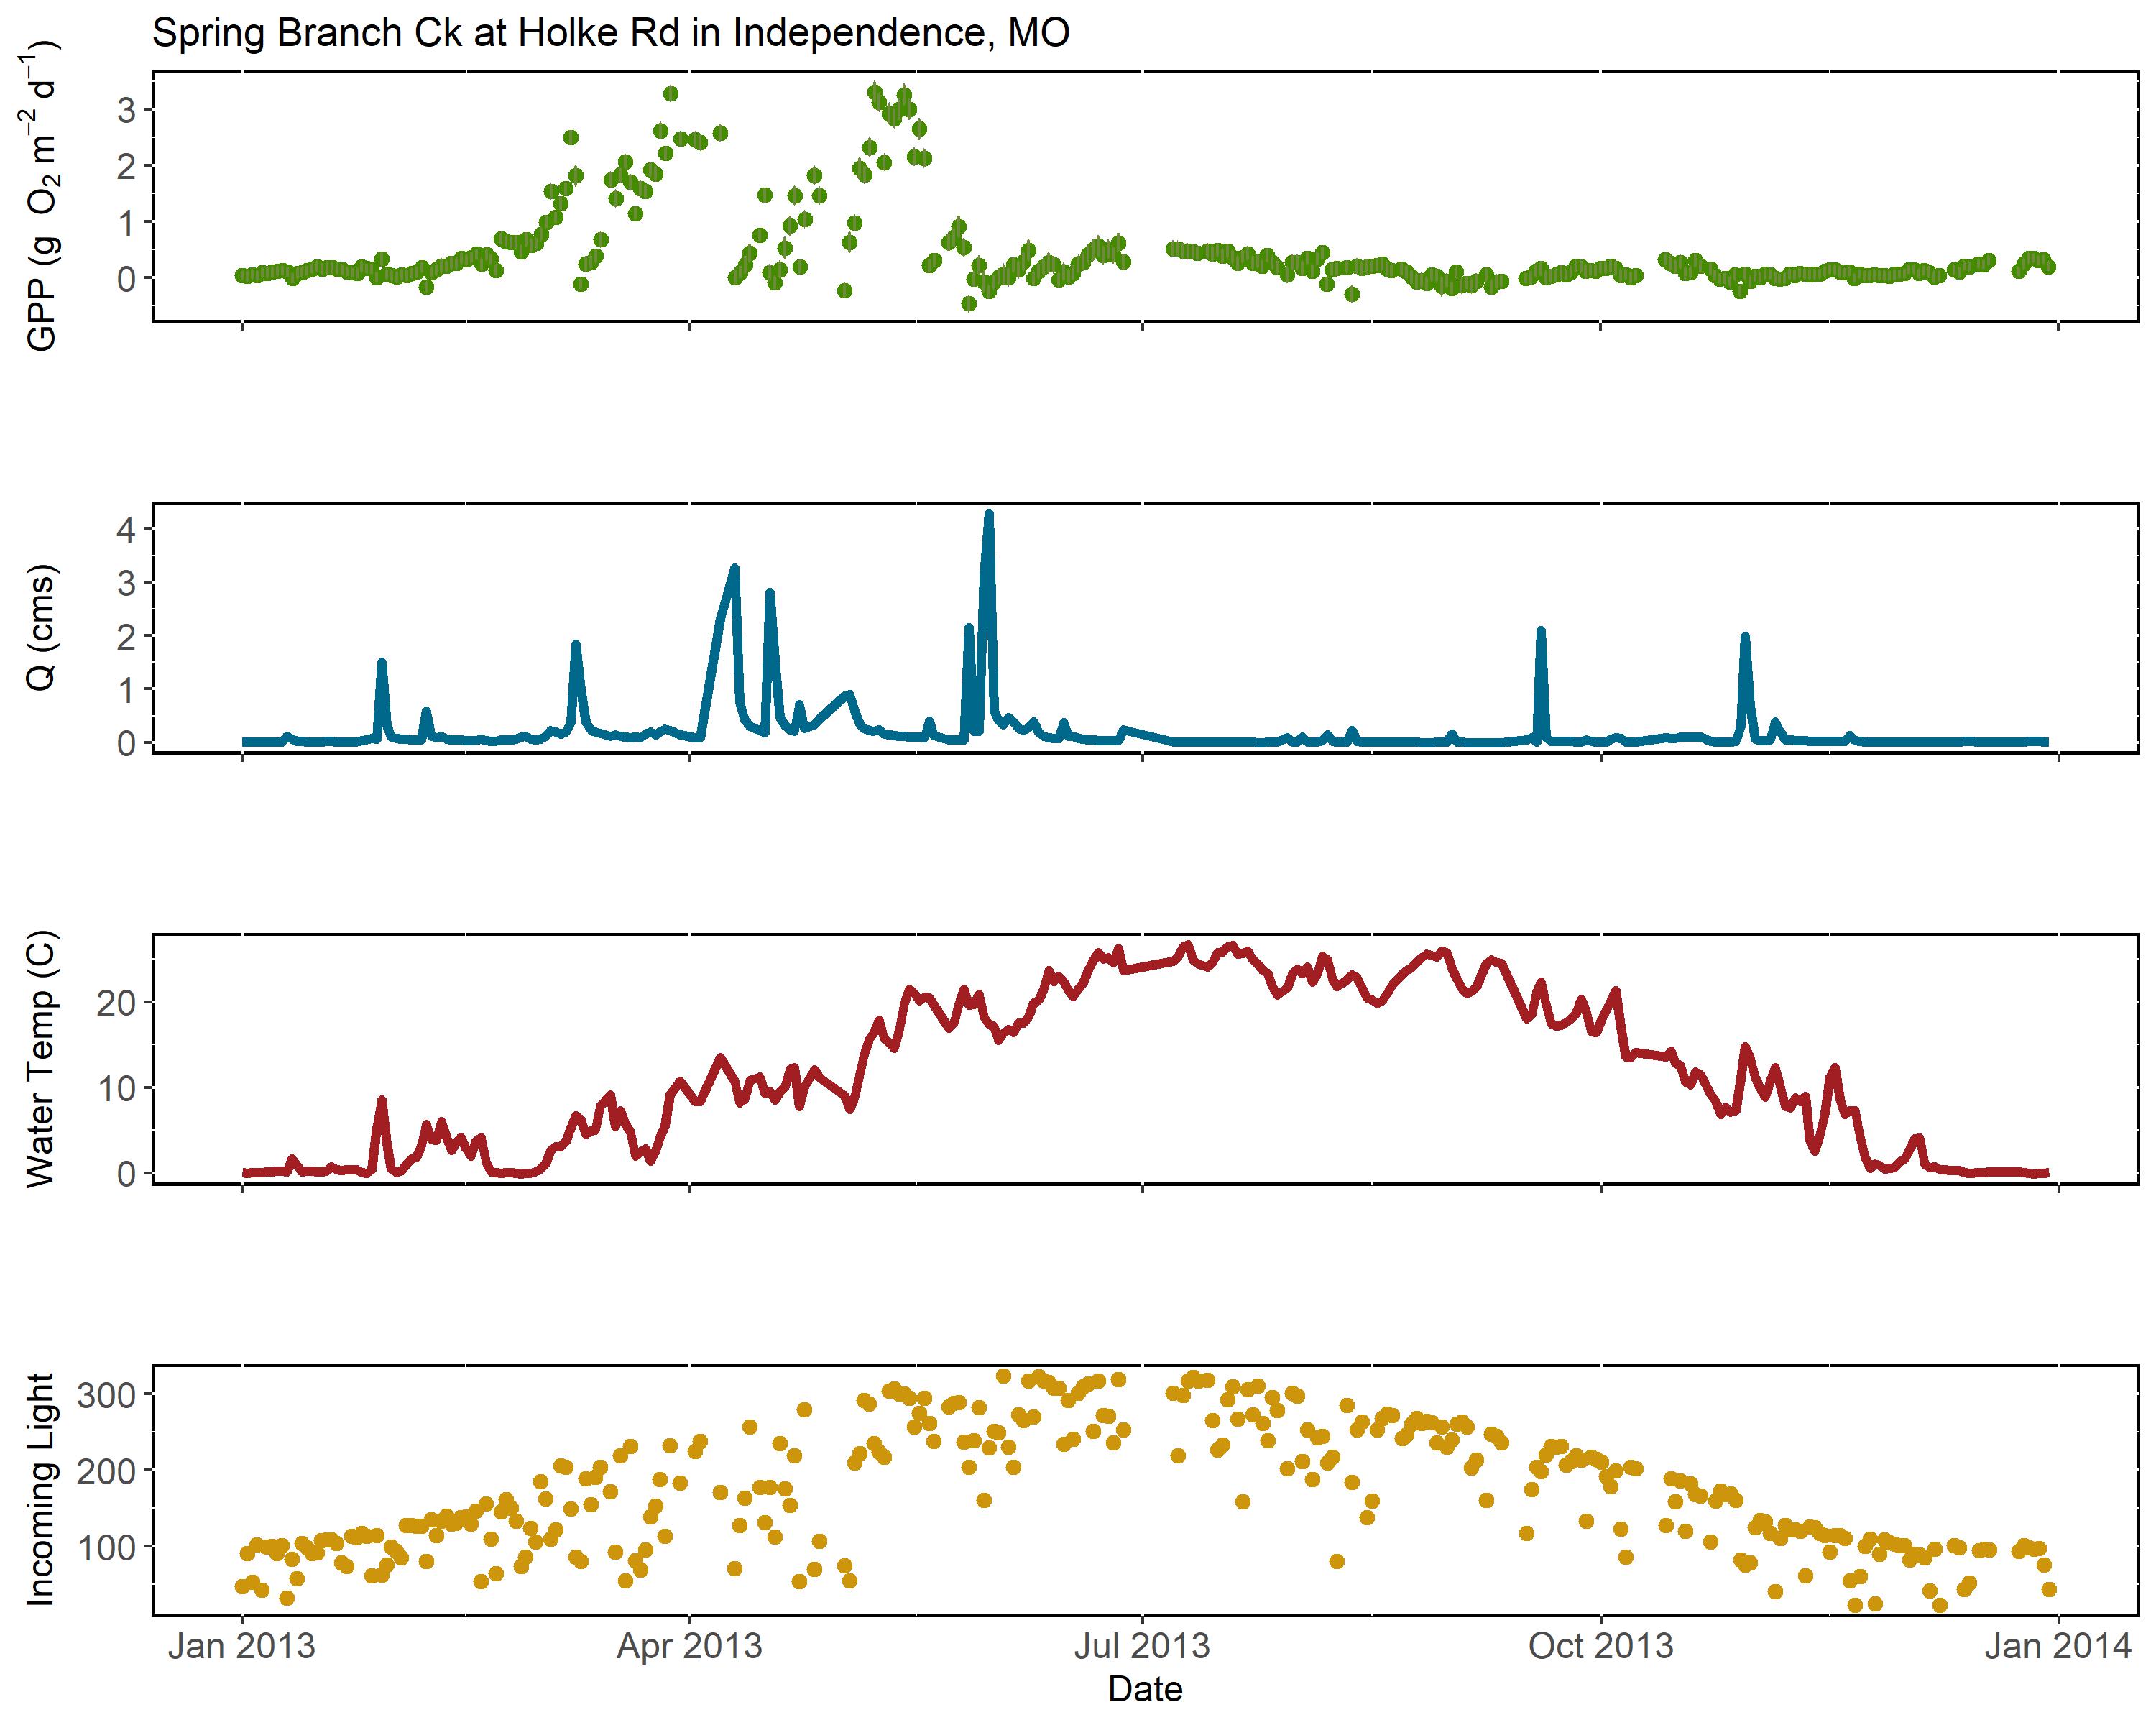 Spring Branch Ck at Holke Rd in Independence, MO
GPP (g O₂ m⁻² d⁻¹)
3
2
1
0
Q (cms)
4
3
2
1
0
Water Temp (C)
20
10
0
Incoming Light
300
200
100
Jan 2013 Apr 2013 Jul 2013 Oct 2013 Jan 2014
Date